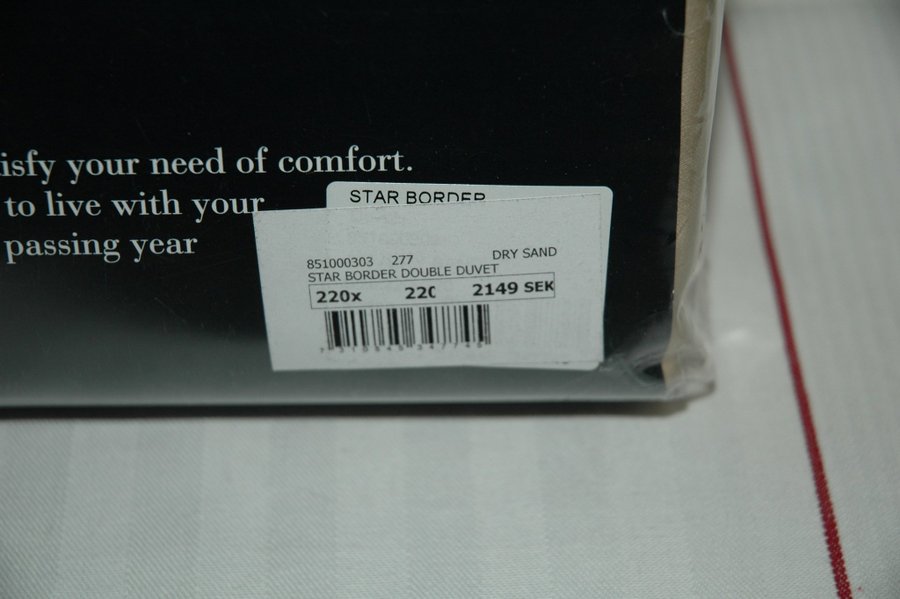 isfy your need of comfort.
to live with your
passing year
STAR BORDER
851000303 277 DRY SAND
STAR BORDER DOUBLE DUVET
220x 220 2149 SEK